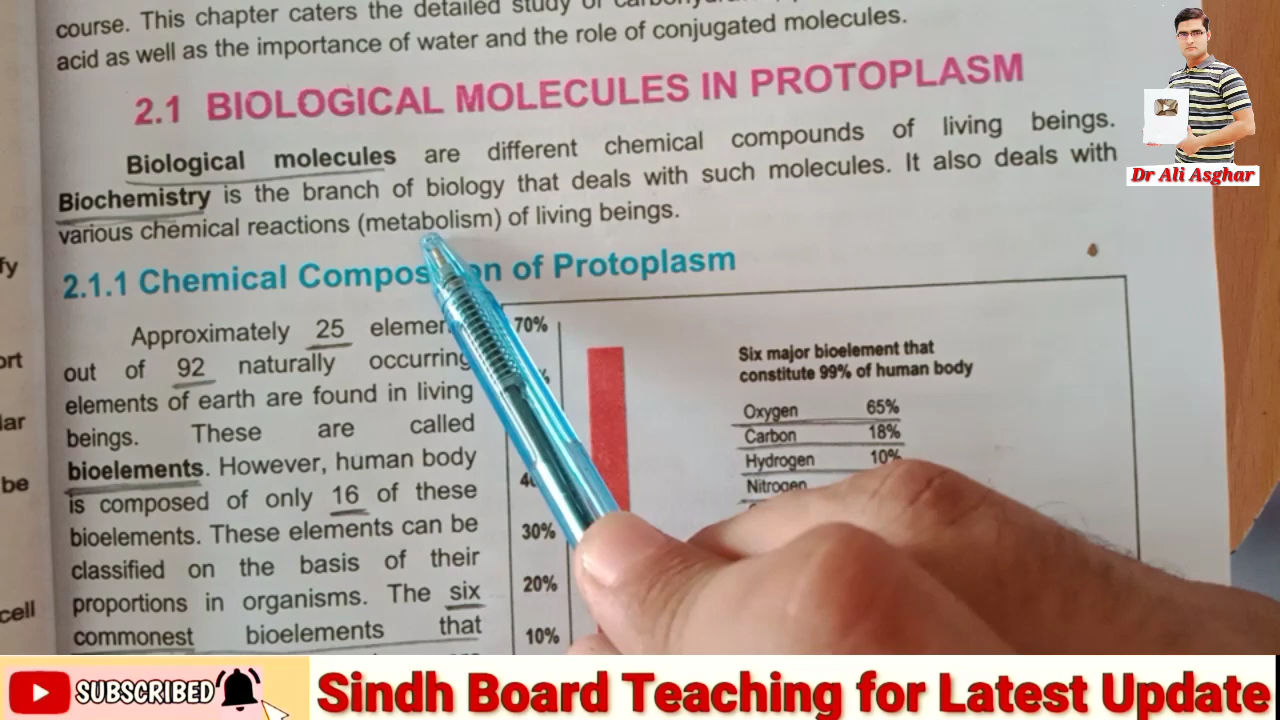 course. This chapter caters the detailed study of
acid as well as the importance of water and the role of conjugated molecules.
2.1 BIOLOGICAL MOLECULES IN PROTOPLASM
Biological molecules are different chemical compounds of living beings.
Biochemistry is the branch of biology that deals with such molecules. It also deals with
various chemical reactions (metabolism) of living beings.
2.1.1 Chemical Compos n of Protoplasm
Approximately 25 elemen
out of 92 naturally occurring
elements of earth are found in living
beings. These are called
bioelements. However, human body
is composed of only 16 of these
bioelements. These elements can be
classified on the basis of their
proportions in organisms. The six
commonest bioelements that
70%
30%
20%
10%
Six major bioelement that
constitute 99% of human body
Oxygen 65%
Carbon 18%
Hydrogen 10%
Nitrogen
fy
ort
lar
be
cell
Dr Ali Asghar
SUBSCRIBED
Sindh Board Teaching for Latest Update